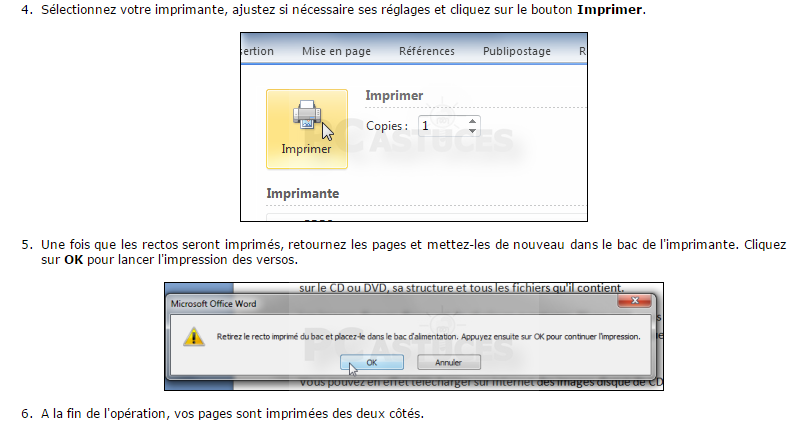 4. Sélectionnez votre imprimante, ajustez si nécessaire ses réglages et cliquez sur le bouton Imprimer.
sertion Mise en page Références Publipostage R
Imprimer
Copies : 1
Imprimer
PC ASTUCES
Imprimante
5. Une fois que les rectos seront imprimés, retournez les pages et mettez-les de nouveau dans le bac de l'imprimante. Cliquez
sur OK pour lancer l'impression des versos.
sur le CD ou DVD, sa structure et tous les fichiers qu'il contient.
Microsoft Office Word
Retirez le recto imprimé du bac et placez-le dans le bac d'alimentation. Appuyez ensuite sur OK pour continuer l'impression.
PC ASTUCES
OK Annuler
Vous pouvez en effet télécharger sur Internet des images disque de CD
6. A la fin de l'opération, vos pages sont imprimées des deux côtés.